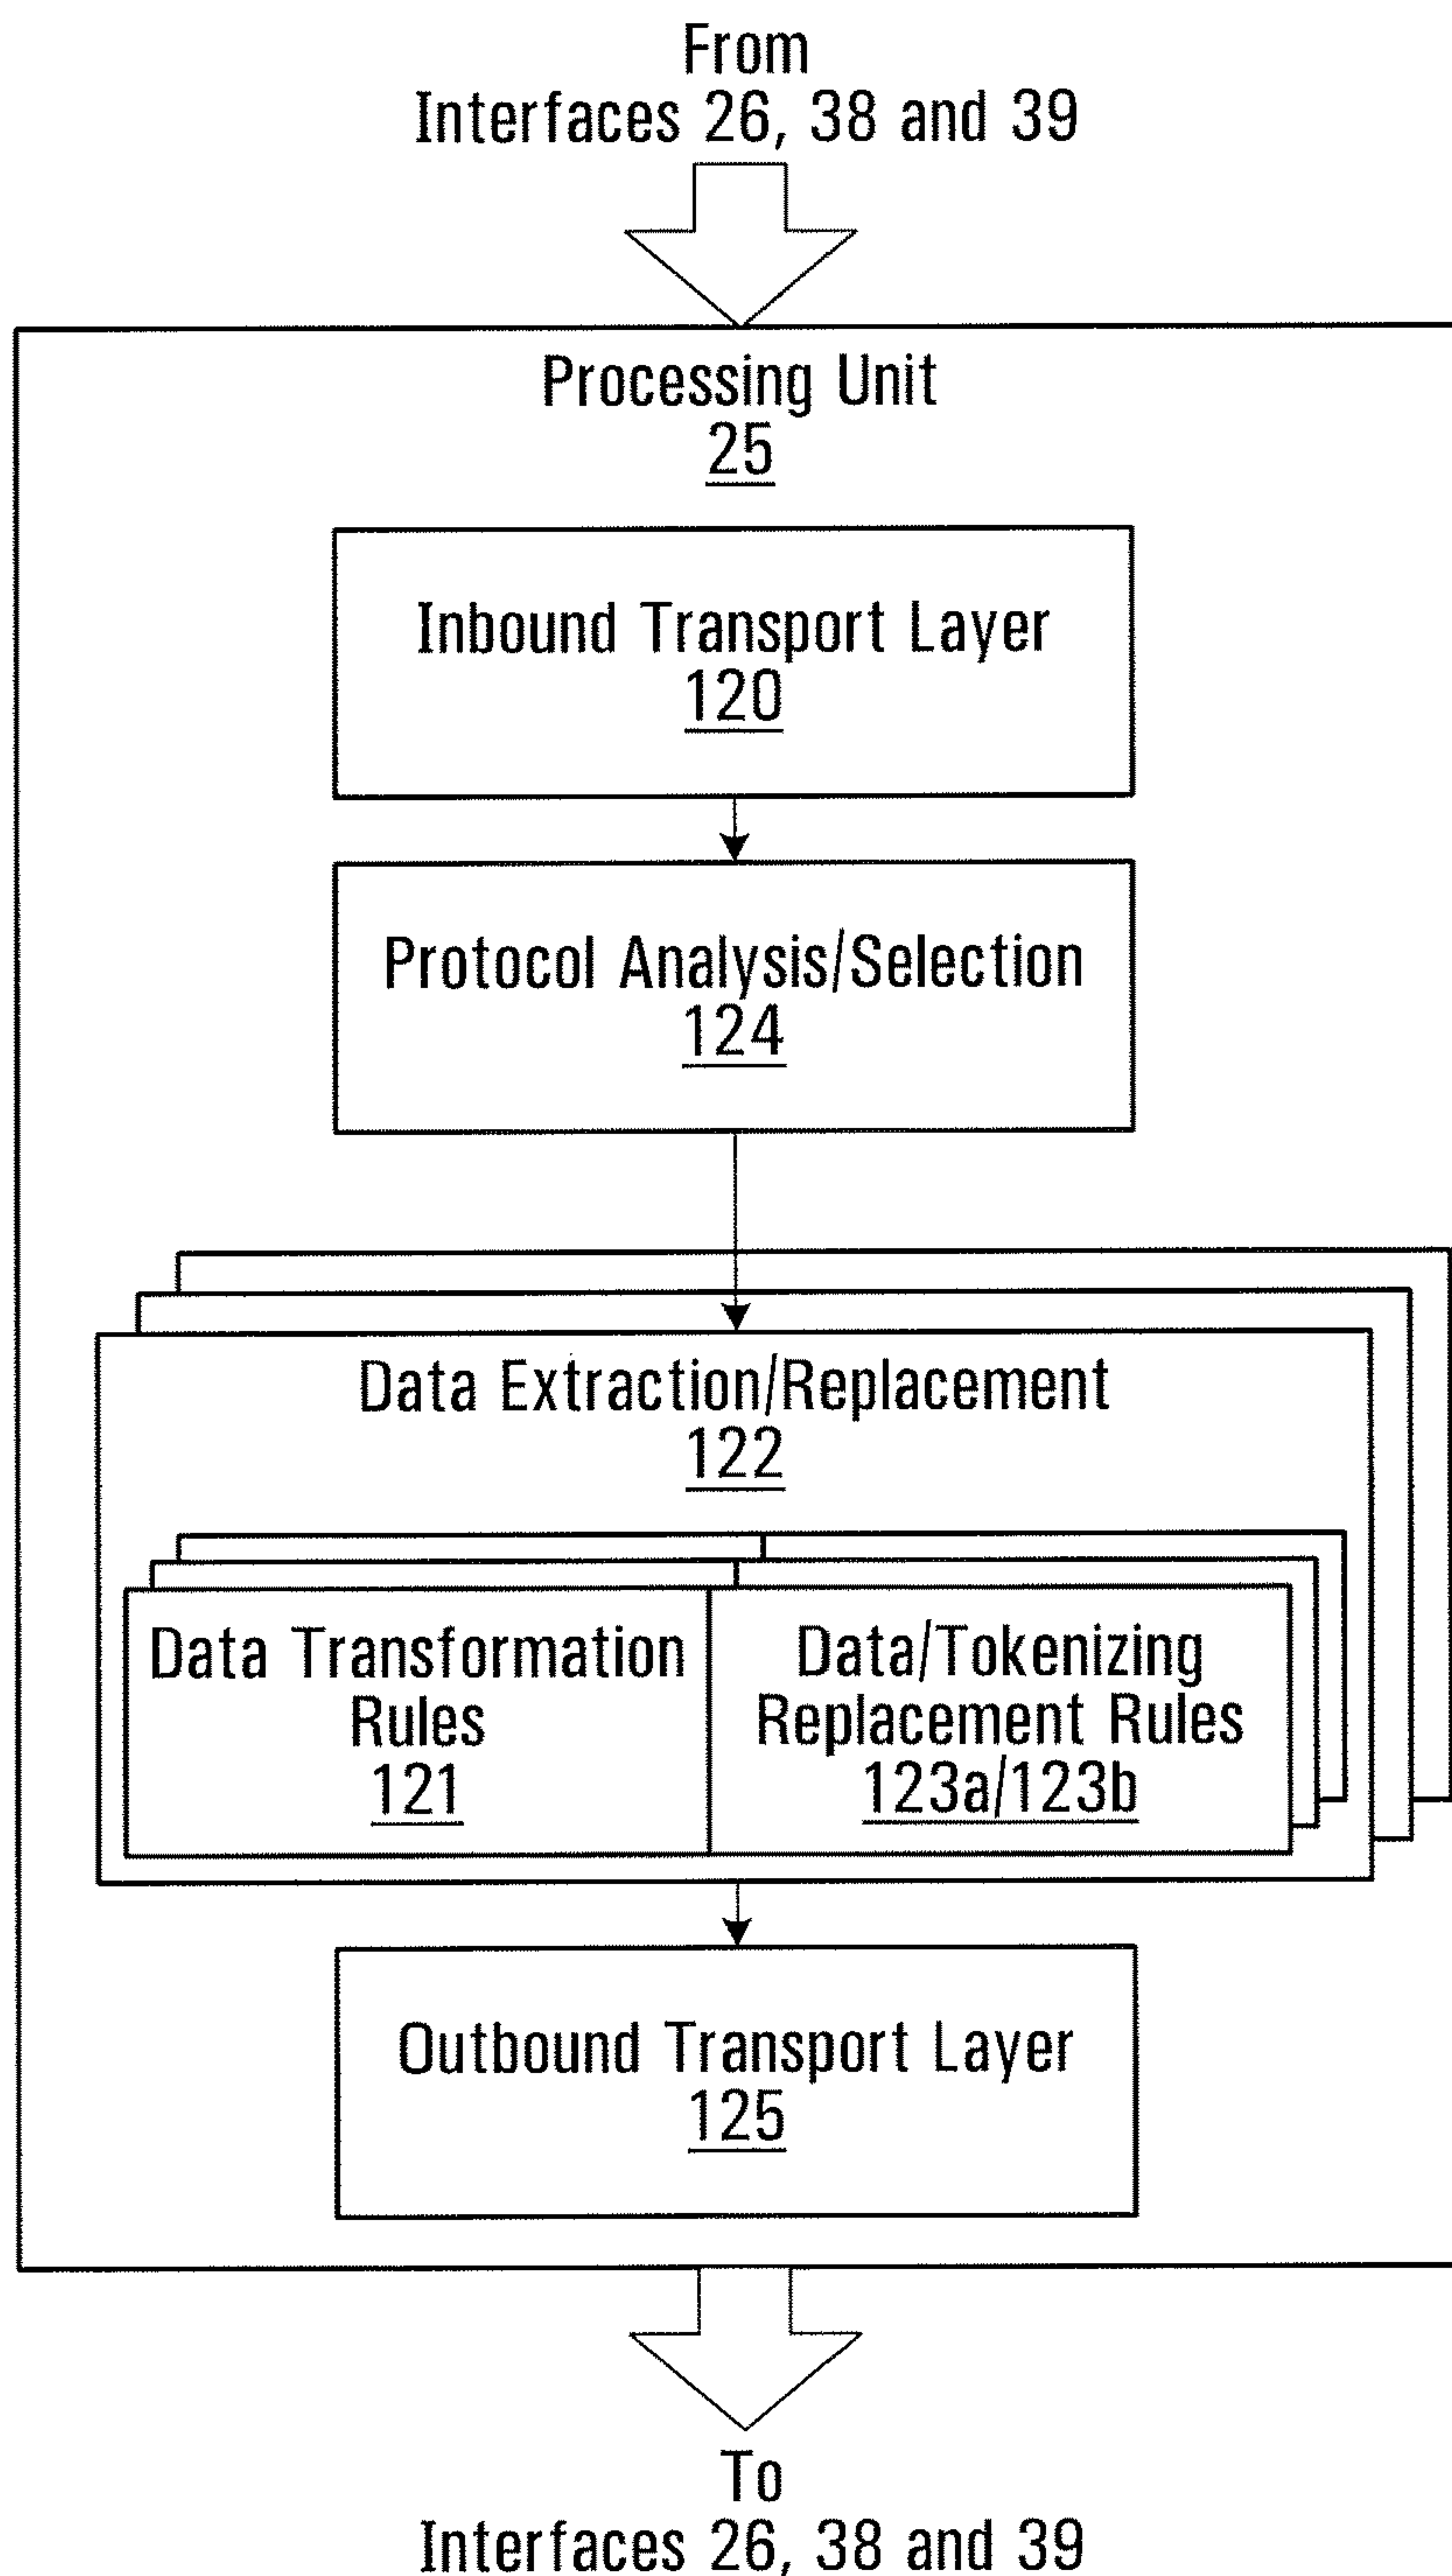 From
Interfaces 26, 38 and 39
Processing Unit
25
Inbound Transport Layer
120
Protocol Analysis/Selection
124
Data Extraction/Replacement
122
Data Transformation
Rules
121
Data/Tokenizing
Replacement Rules
123a/123b
Outbound Transport Layer
125
To
Interfaces 26, 38 and 39